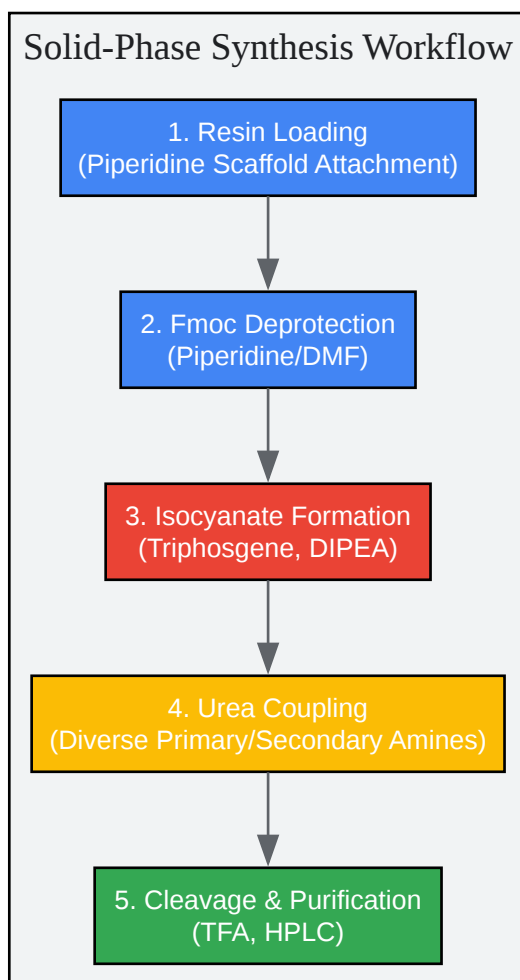 Solid-Phase Synthesis Workflow
1. Resin Loading
(Piperidine Scaffold Attachment)
2. Fmoc Deprotection
(Piperidine/DMF)
3. Isocyanate Formation
(Triphosgene, DIPEA)
4. Urea Coupling
(Diverse Primary/Secondary Amines)
5. Cleavage & Purification
(TFA, HPLC)